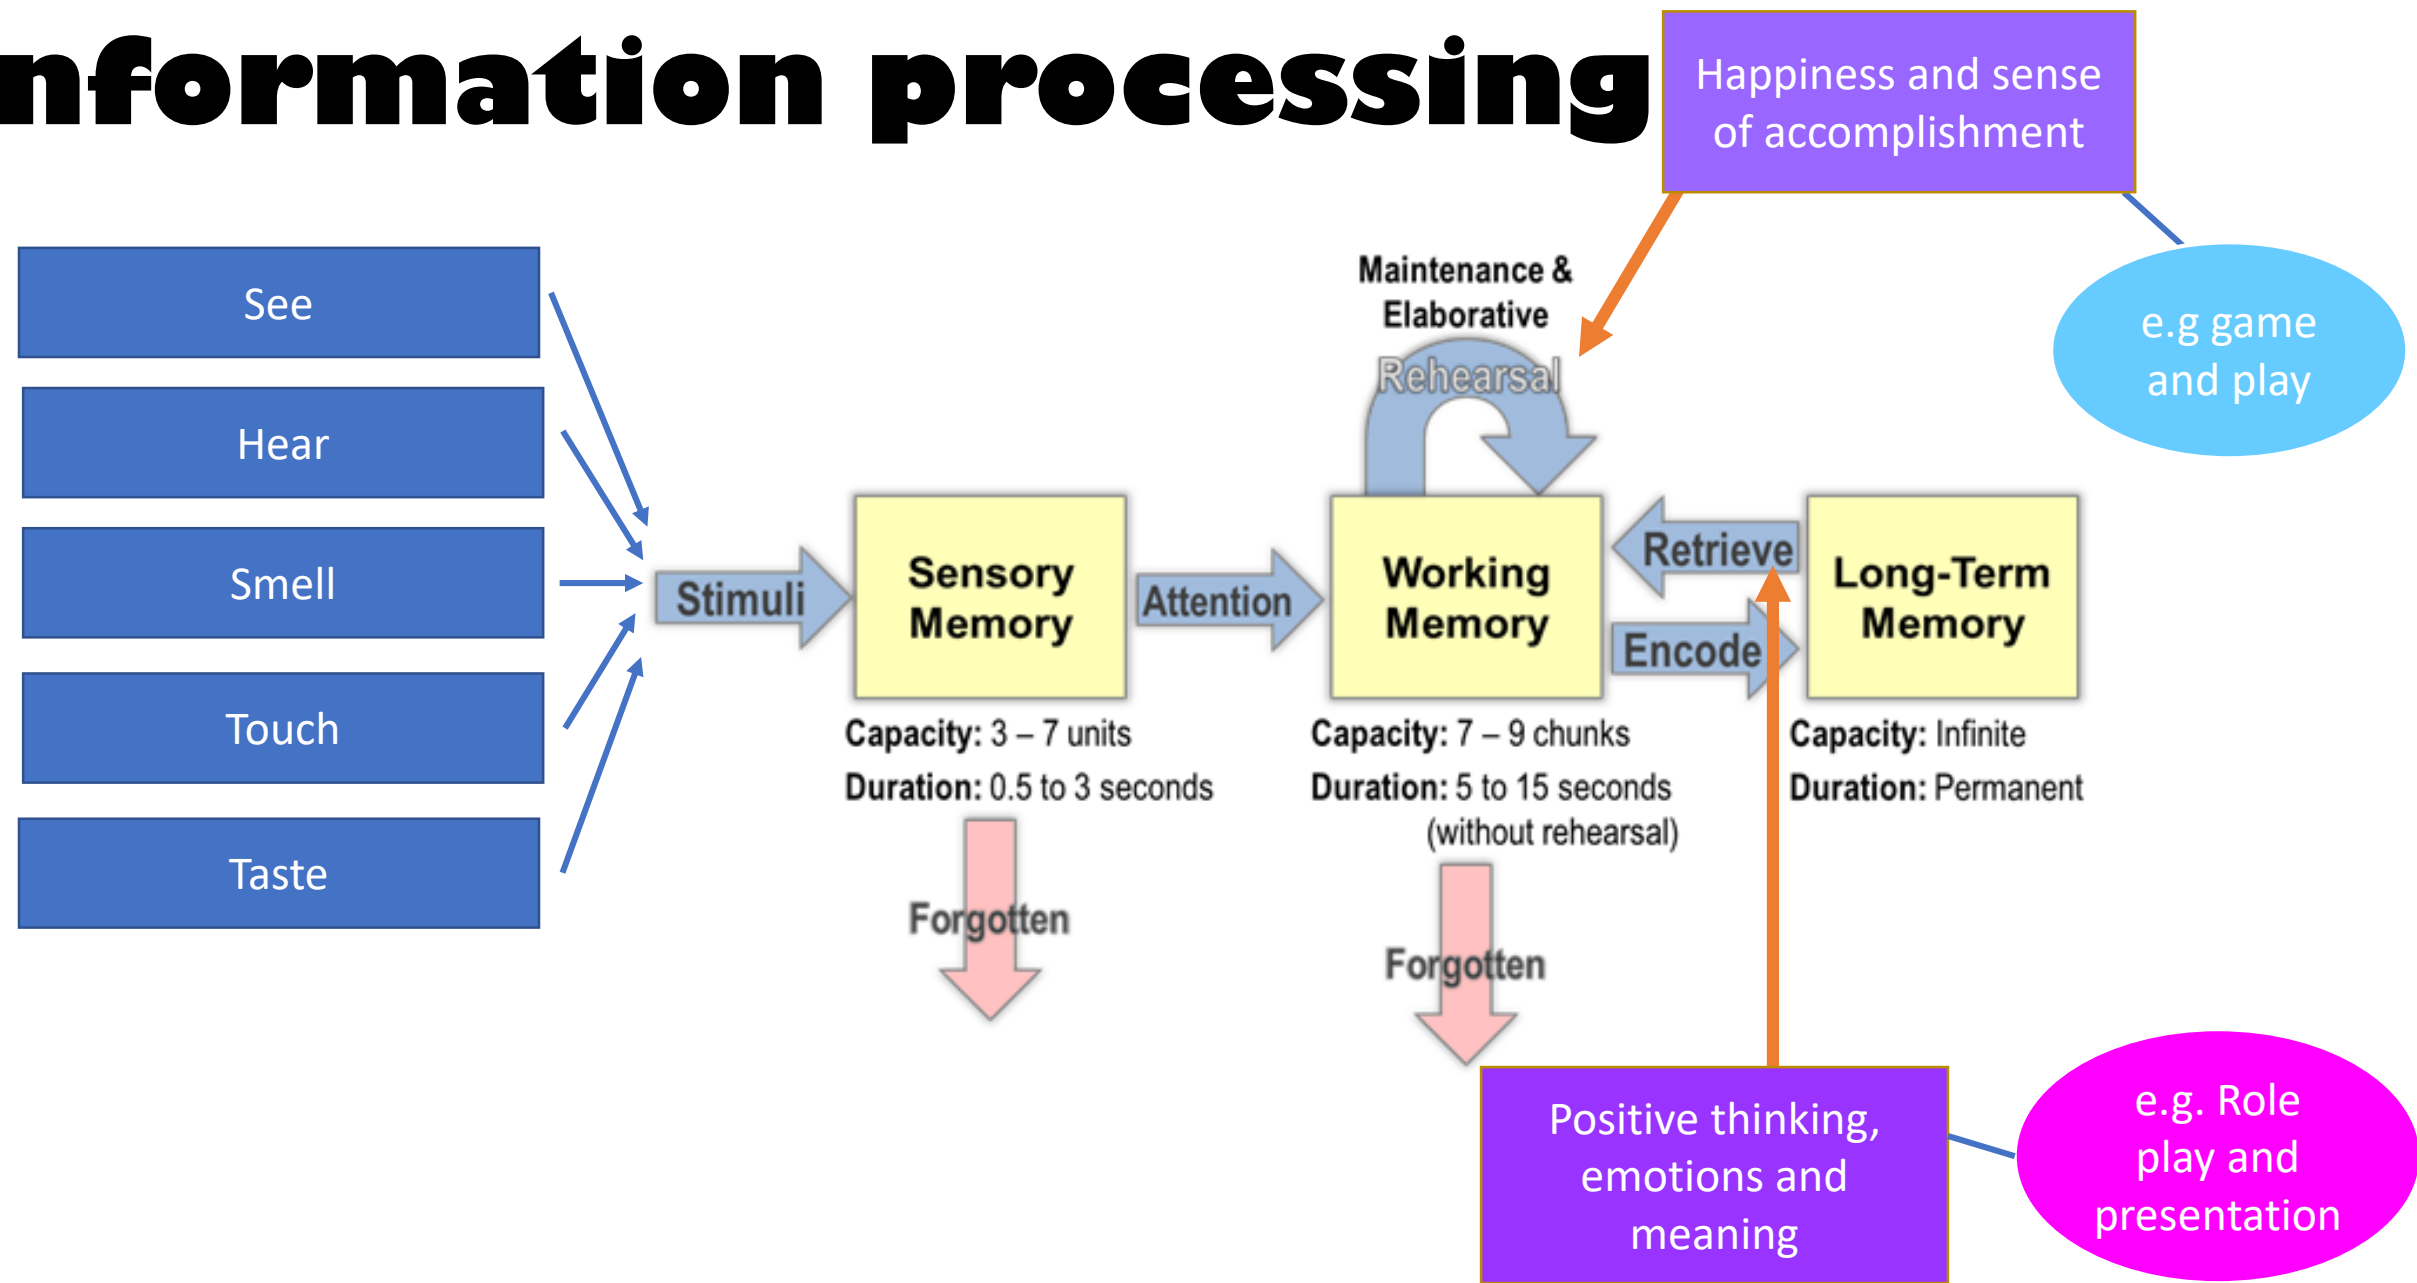 nformation processing
Happiness and sense
of accomplishment
e.g game
and play
See
Hear
Smell
Touch
Taste
Stimuli
Sensory
Memory
Capacity: 3 – 7 units
Duration: 0.5 to 3 seconds
Forgotten
Attention
Maintenance &
Elaborative
Rehearsal
Working
Memory
Capacity: 7 – 9 chunks
Duration: 5 to 15 seconds
(without rehearsal)
Forgotten
Retrieve
Encode
Long-Term
Memory
Capacity: Infinite
Duration: Permanent
Positive thinking,
emotions and
meaning
e.g. Role
play and
presentation